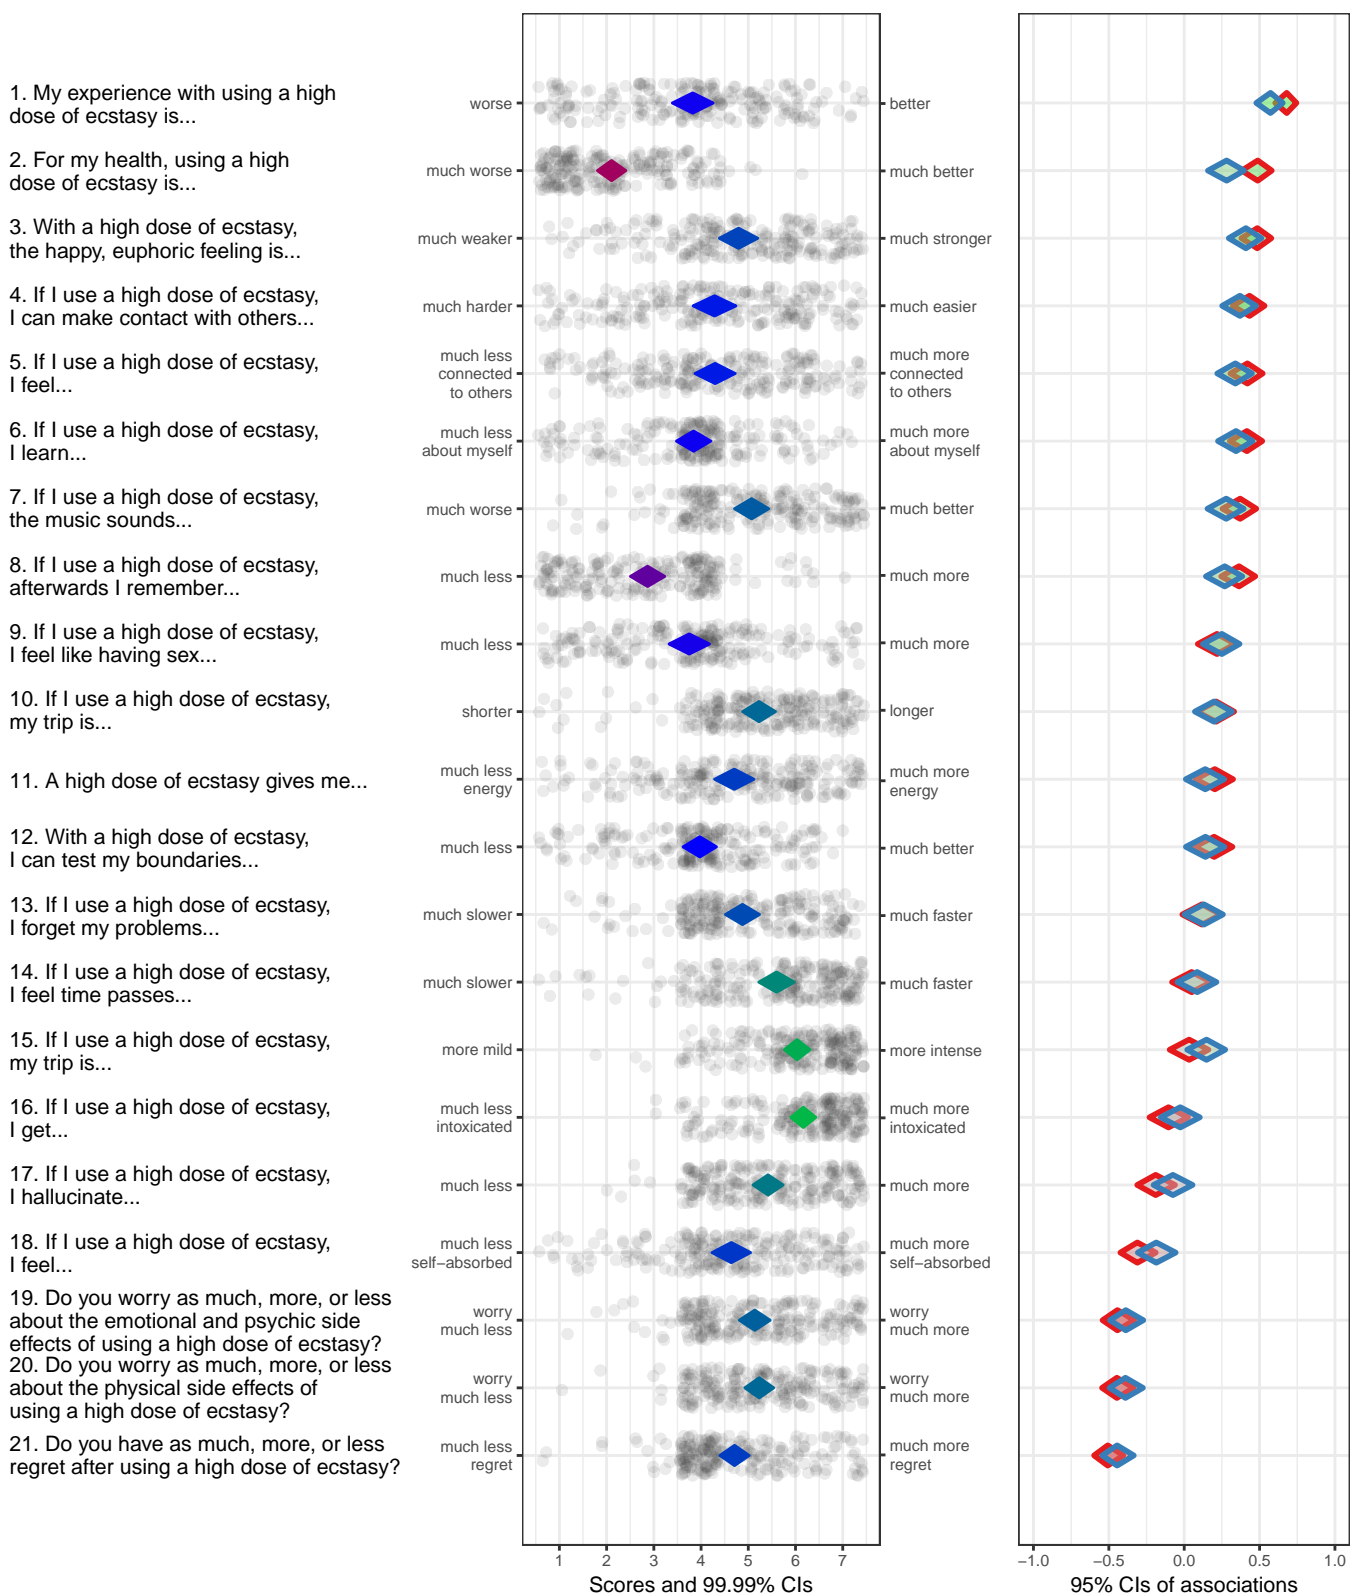 1. My experience with using a high
dose of ecstasy is...
worse
better
2. For my health, using a high
dose of ecstasy is...
much worse
much better
3. With a high dose of ecstasy,
the happy, euphoric feeling is...
much weaker
much stronger
4. If I use a high dose of ecstasy,
I can make contact with others...
much harder
much easier
5. If I use a high dose of ecstasy,
I feel...
much less
connected
to others
much more
connected
to others
6. If I use a high dose of ecstasy,
I learn...
much less
about myself
much more
about myself
7. If I use a high dose of ecstasy,
the music sounds...
much worse
much better
8. If I use a high dose of ecstasy,
afterwards I remember...
much less
much more
9. If I use a high dose of ecstasy,
I feel like having sex...
much less
much more
10. If I use a high dose of ecstasy,
my trip is...
shorter
longer
11. A high dose of ecstasy gives me...
much less
energy
much more
energy
12. With a high dose of ecstasy,
I can test my boundaries...
much less
much better
13. If I use a high dose of ecstasy,
I forget my problems...
much slower
much faster
14. If I use a high dose of ecstasy,
I feel time passes...
much slower
much faster
15. If I use a high dose of ecstasy,
my trip is...
more mild
more intense
16. If I use a high dose of ecstasy,
I get...
much less
intoxicated
much more
intoxicated
17. If I use a high dose of ecstasy,
I hallucinate...
much less
much more
18. If I use a high dose of ecstasy,
I feel...
much less
self−absorbed
much more
self−absorbed
19. Do you worry as much, more, or less
about the emotional and psychic side
effects of using a high dose of ecstasy?
worry
much less
worry
much more
20. Do you worry as much, more, or less
about the physical side effects of
using a high dose of ecstasy?
worry
much less
worry
much more
21. Do you have as much, more, or less
regret after using a high dose of ecstasy?
much less
regret
much more
regret
1 2 3 4 5 6 7
Scores and 99.99% CIs
−1.0 −0.5 0.0 0.5 1.0
95% CIs of associations